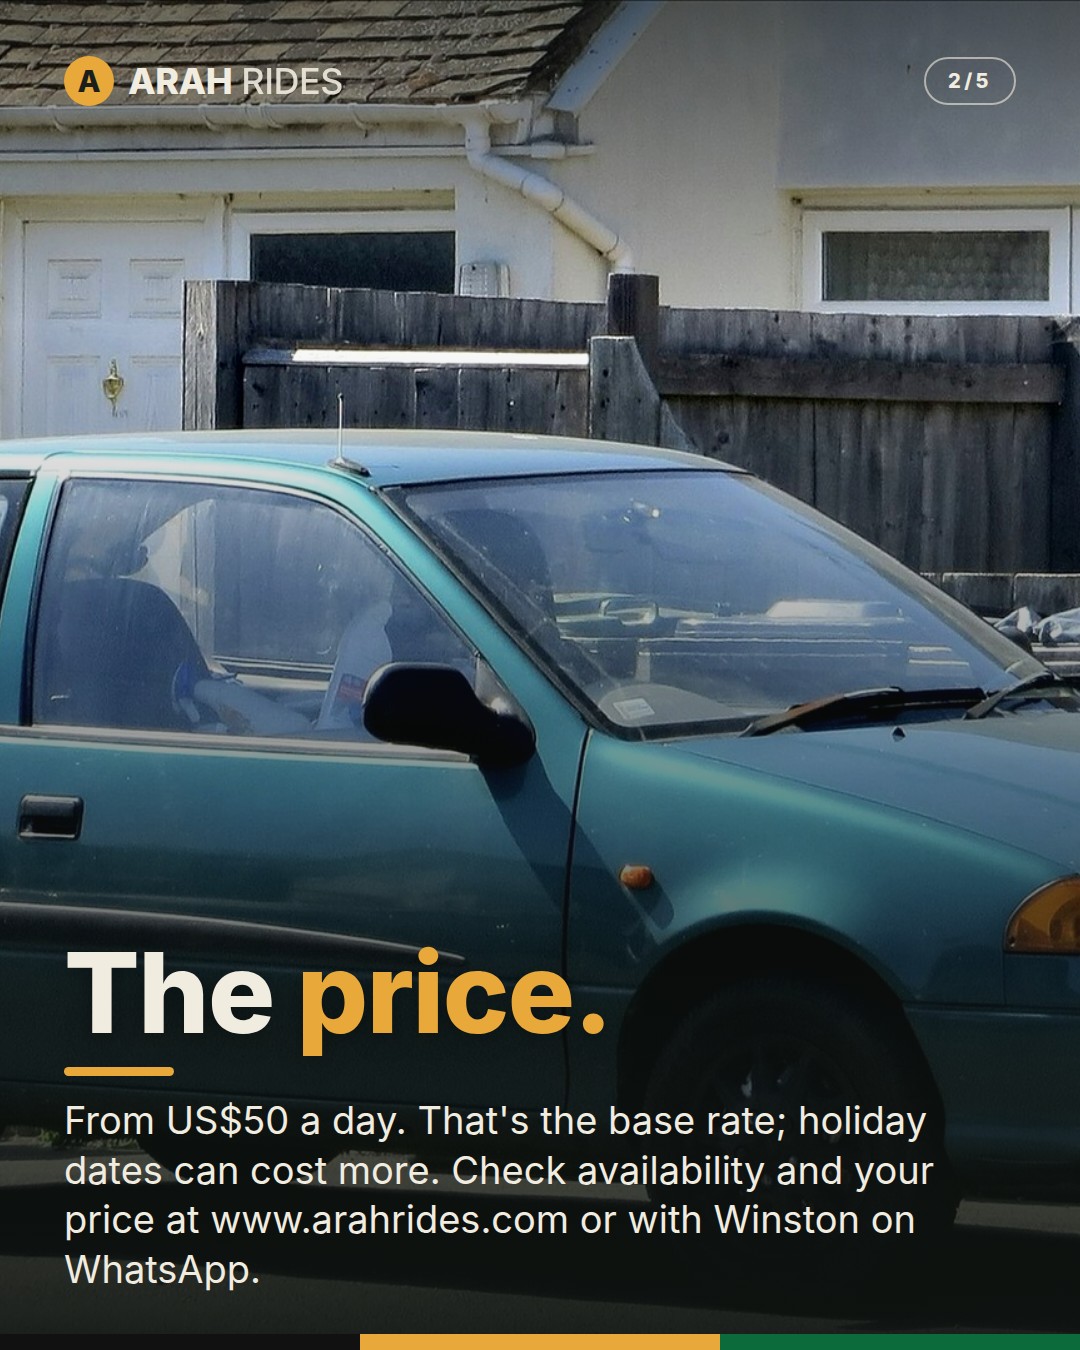 A ARAH RIDES
2/5
The price.
From US$50 a day. That's the base rate; holiday
dates can cost more. Check availability and your
price at www.arahrides.com or with Winston on
WhatsApp.